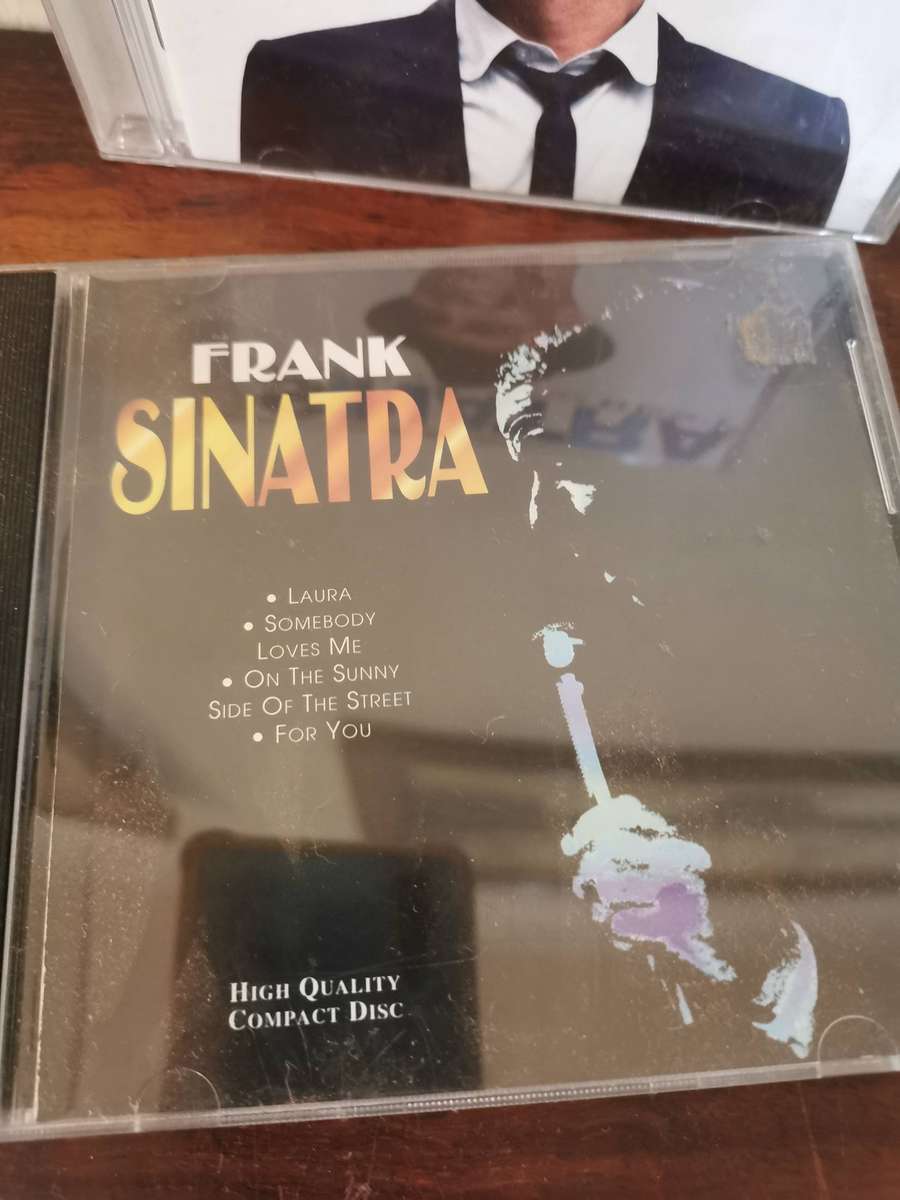 FRANK
SINATRA
• LAURA
• SOMEBODY
LOVES ME
• ON THE SUNNY
SIDE OF THE STREET
• FOR YOU
HIGH QUALITY
COMPACT DISC